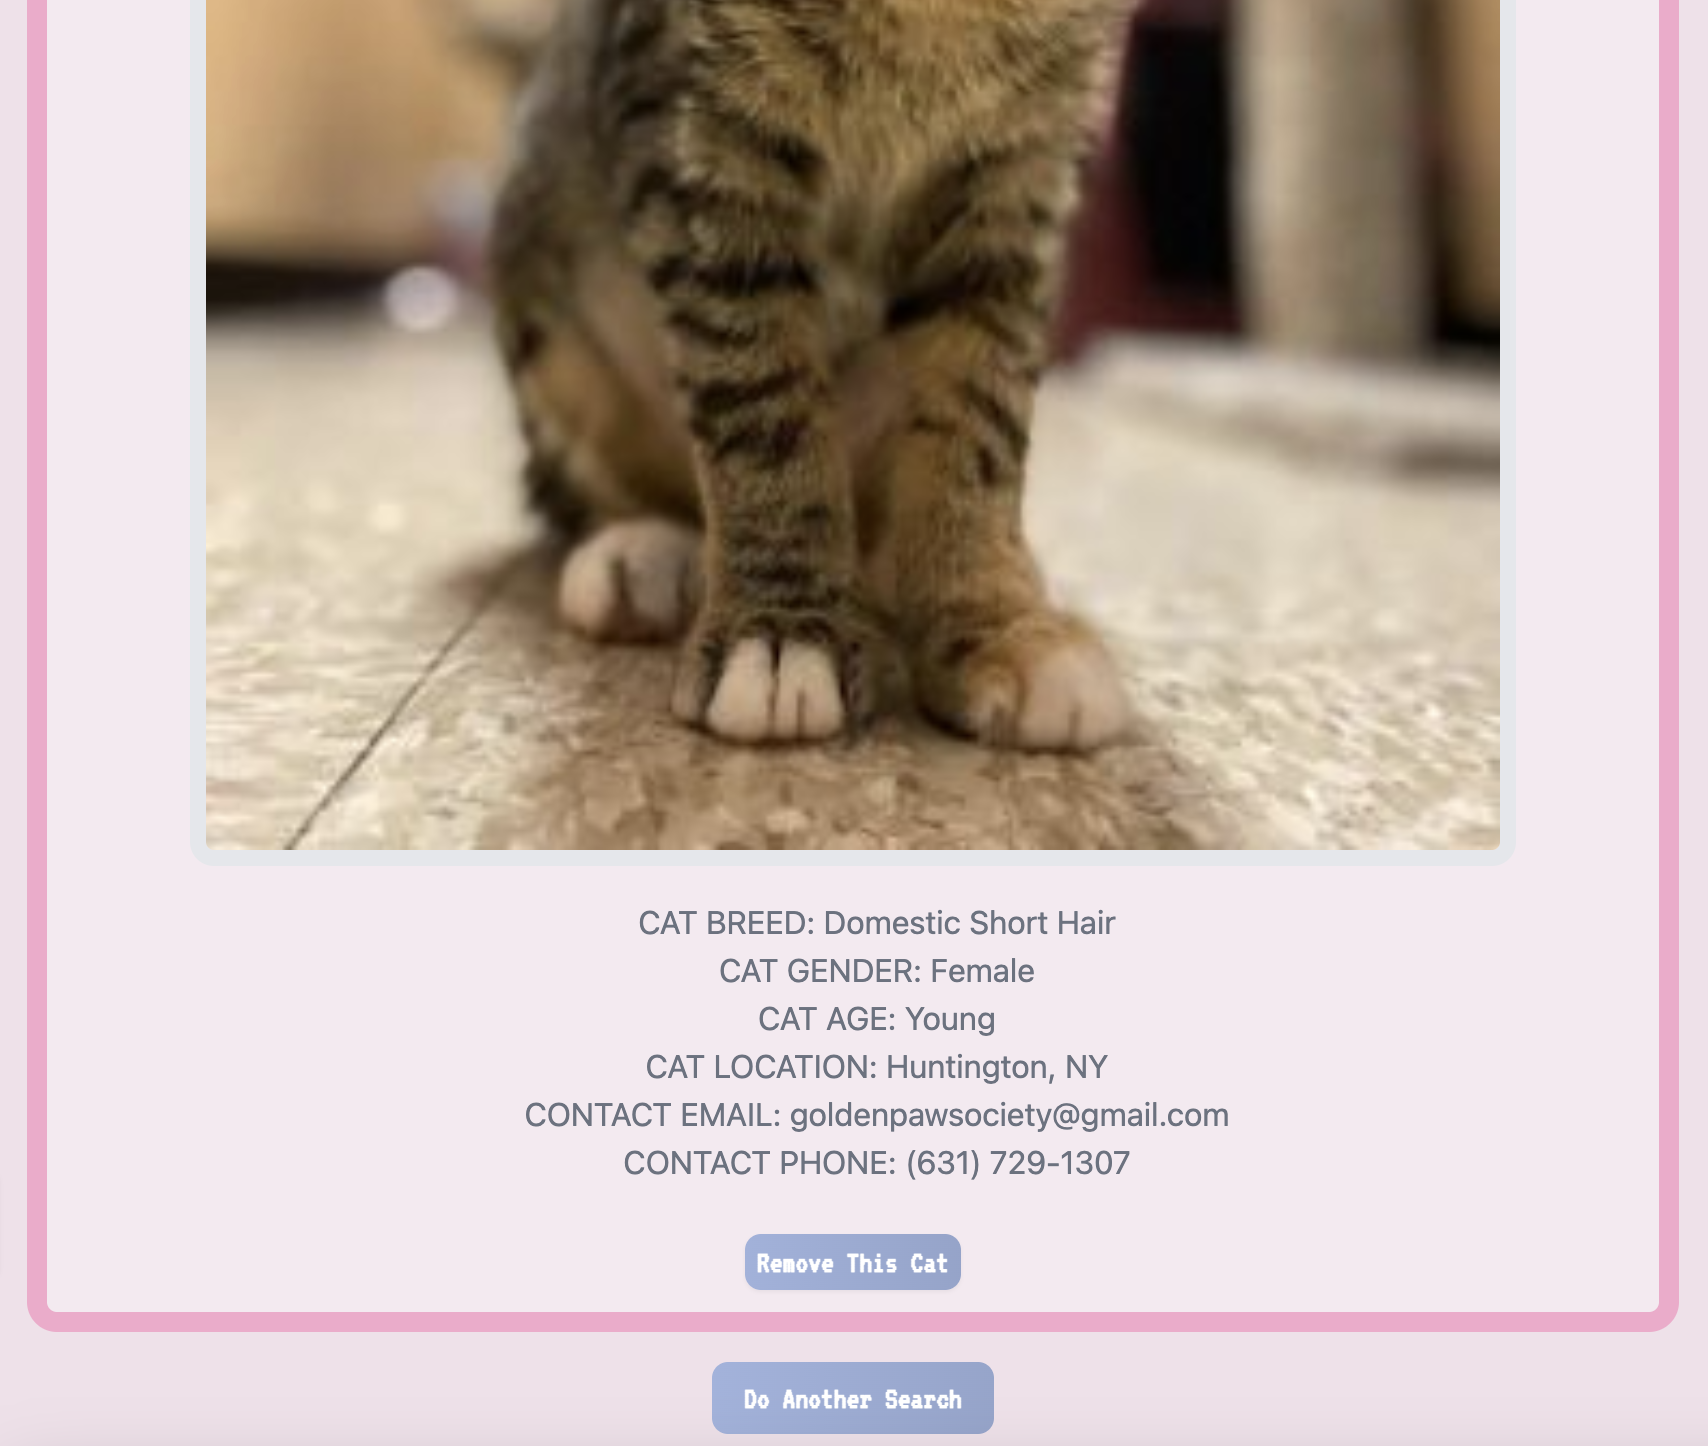 CAT BREED: Domestic Short Hair
CAT GENDER: Female
CAT AGE: Young
CAT LOCATION: Huntington, NY
CONTACT EMAIL: goldenpawsociety@gmail.com
CONTACT PHONE: (631) 729-1307
Remove This Cat
Do Another Search